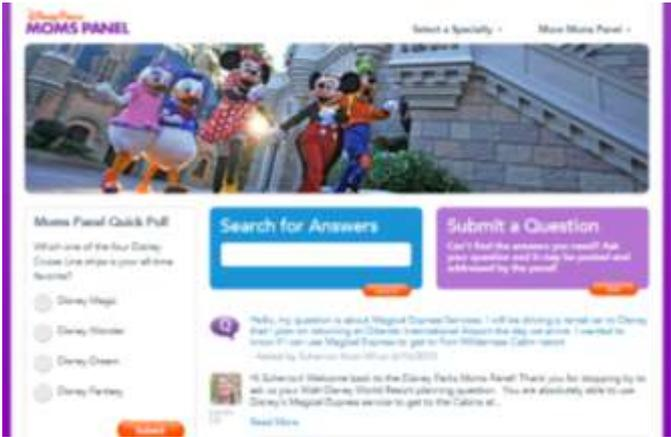 Disney Parks
MOMS PANEL
Select a Specialty
More Moms Panel
Moms Panel Quick Poll
Which one of the four Disney
Cruise Line ships is your all-time
favorite?
Disney Magic
Disney Wonder
Disney Dream
Disney Fantasy
Submit
Search for Answers
Submit a Question
Can't find the answers you need? Ask
your question and it may be posted and
addressed by the panel!
Ask
Q
Hello, my question is about Magical Express Services. I will be driving a rental car to Disney
that I plan on returning at Orlando International Airport the day we arrive. I wanted to
know if I can use Magical Express to get to Fort Wilderness Cabin
Asked by
Hi Welcome back to the Disney Parks Moms Panel! Thank you for stopping by to
ask us your Walt Disney World Resort planning question. You are absolutely able to use
Disney's Magical Express service to get to the Cabins at...
Read More